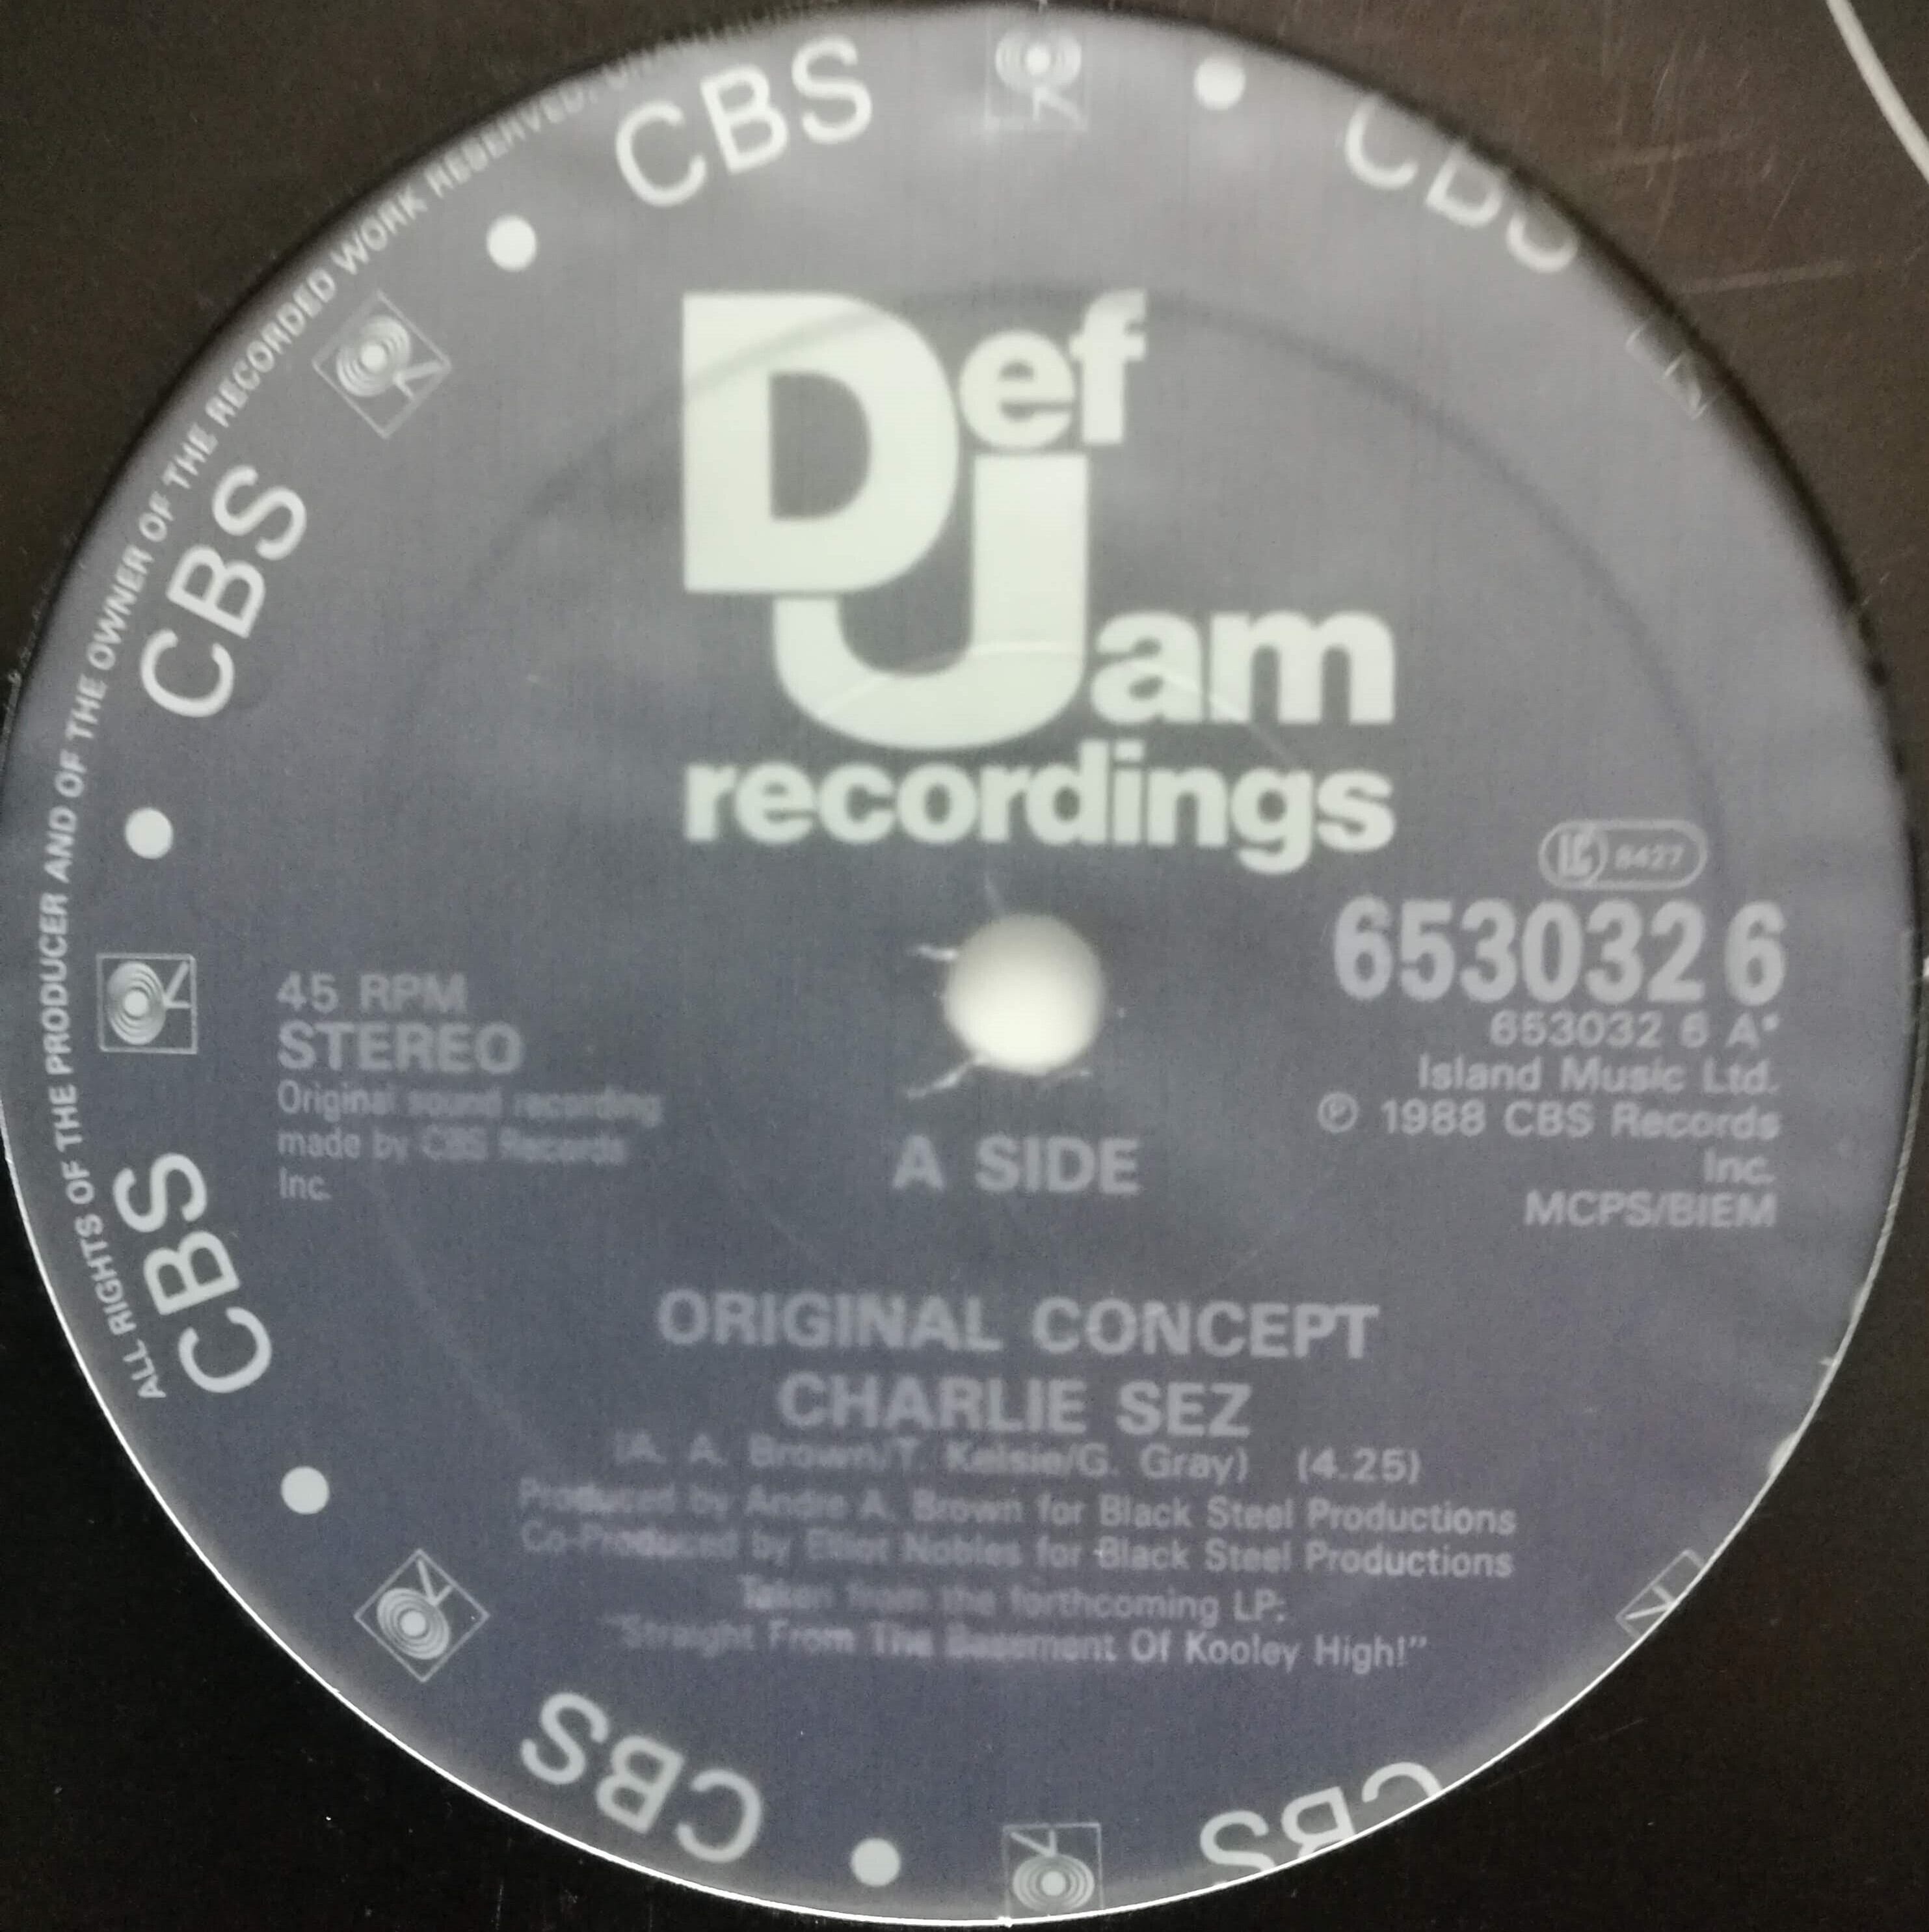 ALL RIGHTS OF THE PRODUCER AND OF THE OWNER OF THE RECORDED WORK RESERVED.
CBS
CBS
CBS
CBS
CBS
CBS
Def
Jam
recordings
LC 8427
653032 6
653032 6 A*
Island Music Ltd.
℗ 1988 CBS Records
Inc.
MCPS/BIEM
45 RPM
STEREO
Original sound recording
made by CBS Records
Inc.
A SIDE
ORIGINAL CONCEPT
CHARLIE SEZ
(A. A. Brown/T. Kelsie/G. Gray) (4.25)
Produced by Andre A. Brown for Black Steel Productions
Co-Produced by Elliot Nobles for Black Steel Productions
Taken from the forthcoming LP:
"Straight From The Basement Of Kooley High!"